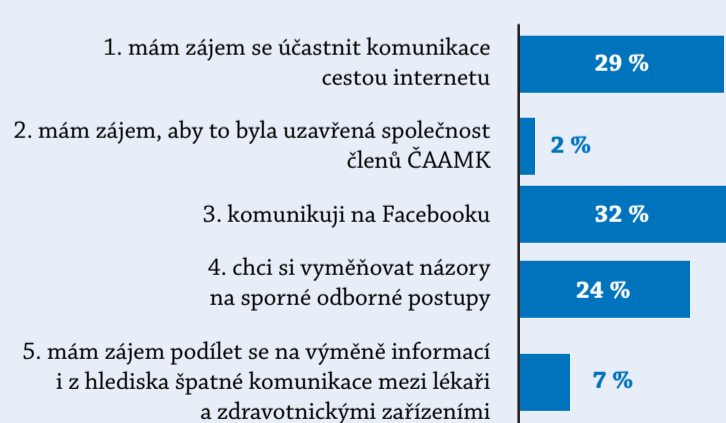 1. mám zájem se účastnit komunikace
cestou internetu
29 %
2. mám zájem, aby to byla uzavřená společnost
členů ČAAMK
2 %
3. komunikuji na Facebooku
32 %
4. chci si vyměňovat názory
na sporné odborné postupy
24 %
5. mám zájem podílet se na výměně informací
i z hlediska špatné komunikace mezi lékaři
a zdravotnickými zařízeními
7 %